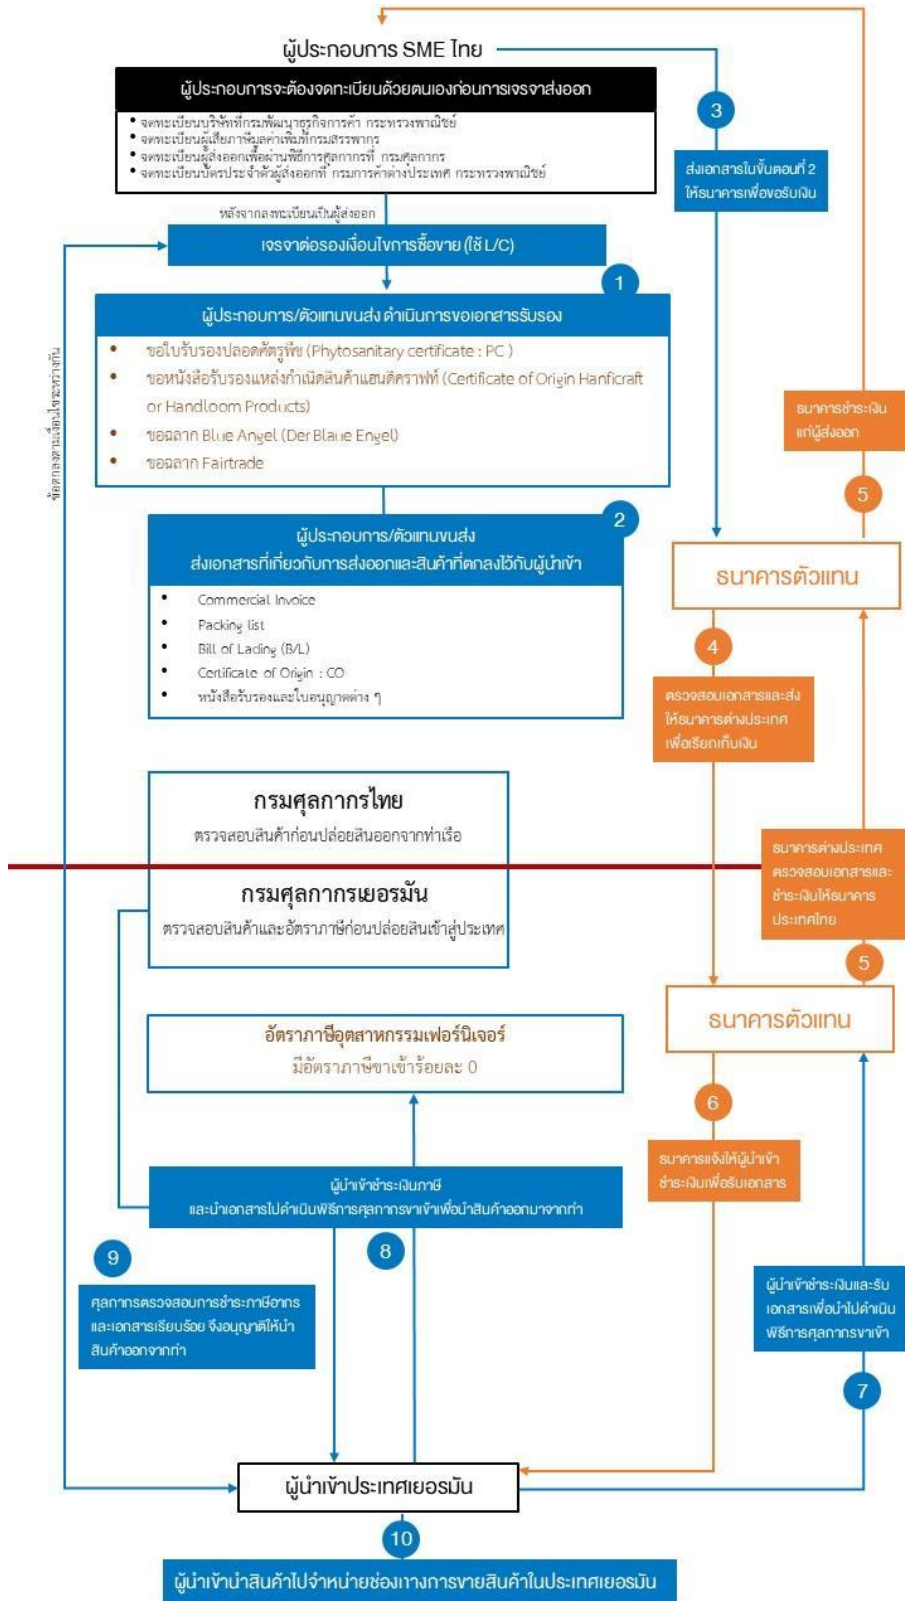 ผู้ประกอบการ SME ไทย
ผู้ประกอบการจะต้องจดทะเบียนด้วยตนเองก่อนการเจรจาส่งออก
• จดทะเบียนบริษัทที่กรมพัฒนาธุรกิจการค้า กระทรวงพาณิชย์
• จดทะเบียนผู้เสียภาษีมูลค่าเพิ่มที่กรมสรรพากร
• จดทะเบียนผู้ส่งออกเพื่อผ่านพิธีการศุลกากรที่ กรมศุลกากร
• จดทะเบียนบัตรประจำตัวผู้ส่งออกที่ กรมการค้าต่างประเทศ กระทรวงพาณิชย์
3
ส่งเอกสารในขั้นตอนที่ 2
ให้ธนาคารเพื่อขอรับเงิน
หลังจากลงทะเบียนเป็นผู้ส่งออก
เจรจาต่อรองเงื่อนไขการซื้อขาย (ใช้ L/C)
1
ผู้ประกอบการ/ตัวแทนขนส่ง ดำเนินการขอเอกสารรับรอง
• ขอใบรับรองปลอดศัตรูพืช (Phytosanitary certificate : PC )
• ขอหนังสือรับรองแหล่งกำเนิดสินค้าแฮนดิคราฟท์ (Certificate of Origin Hanficraft
or Handloom Products)
• ขอฉลาก Blue Angel (Der Blaue Engel)
• ขอฉลาก Fairtrade
ข้อตกลงตามเงื่อนไขระหว่างกัน
ธนาคารชำระเงิน
แก่ผู้ส่งออก
5
2
ผู้ประกอบการ/ตัวแทนขนส่ง
ส่งเอกสารที่เกี่ยวกับการส่งออกและสินค้าที่ตกลงไว้กับผู้นำเข้า
• Commercial Invoice
• Packing list
• Bill of Lading (B/L)
• Certificate of Origin : CO
• หนังสือรับรองและใบอนุญาตต่าง ๆ
ธนาคารตัวแทน
4
ตรวจสอบเอกสารและส่ง
ให้ธนาคารต่างประเทศ
เพื่อเรียกเก็บเงิน
กรมศุลกากรไทย
ตรวจสอบสินค้าก่อนปล่อยสินออกจากท่าเรือ
กรมศุลกากรเยอรมัน
ตรวจสอบสินค้าและอัตราภาษีก่อนปล่อยสินเข้าสู่ประเทศ
ธนาคารต่างประเทศ
ตรวจสอบเอกสารและ
ชำระเงินให้ธนาคาร
ประเทศไทย
5
ธนาคารตัวแทน
อัตราภาษีอุตสาหกรรมเฟอร์นิเจอร์
มีอัตราภาษีขาเข้าร้อยละ 0
6
ธนาคารแจ้งให้ผู้นำเข้า
ชำระเงินเพื่อรับเอกสาร
ผู้นำเข้าชำระเงินภาษี
และนำเอกสารไปดำเนินพิธีการศุลกากรขาเข้าเพื่อนำสินค้าออกมาจากท่า
8
9
ศุลกากรตรวจสอบการชำระภาษีอากร
และเอกสารเรียบร้อย จึงอนุญาติให้นำ
สินค้าออกจากท่า
ผู้นำเข้าชำระเงินและรับ
เอกสารเพื่อนำไปดำเนิน
พิธีการศุลกากรขาเข้า
7
ผู้นำเข้าประเทศเยอรมัน
10
ผู้นำเข้านำสินค้าไปจำหน่ายช่องทางการขายสินค้าในประเทศเยอรมัน